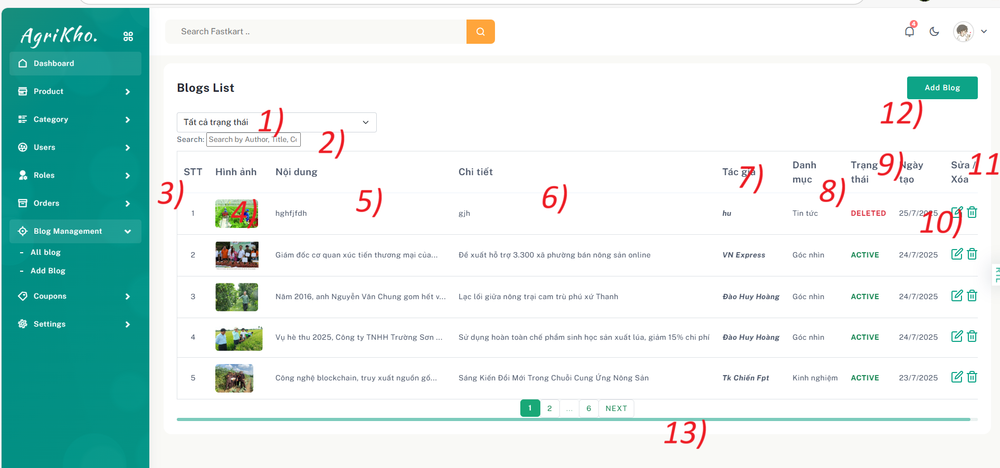 AgriKho.
Search Fastkart ..
4
Dashboard
Product
Category
Users
Roles
Orders
Blog Management
- All blog
- Add Blog
Coupons
Settings
Blogs List
Add Blog
12)
Tất cả trạng thái
1)
Search: Search by Author, Title, Co
2)
STT Hình ảnh Nội dung Chi tiết Tác giả Danh mục Trạng thái Ngày tạo Sửa / Xóa
3) 4) 5) 6) 7) 8) 9) 10) 11
1 hghfjfdh gjh hu Tin tức DELETED 25/7/2025
2 Giám đốc cơ quan xúc tiến thương mại của... Đề xuất hỗ trợ 3.300 xã phường bán nông sản online VN Express Góc nhìn ACTIVE 24/7/2025
3 Năm 2016, anh Nguyễn Văn Chung gom hết v... Lạc lối giữa nông trại cam trù phú xứ Thanh Đào Huy Hoàng Góc nhìn ACTIVE 24/7/2025
4 Vụ hè thu 2025, Công ty TNHH Trường Sơn ... Sử dụng hoàn toàn chế phẩm sinh học sản xuất lúa, giảm 15% chi phí Đào Huy Hoàng Góc nhìn ACTIVE 24/7/2025
5 Công nghệ blockchain, truy xuất nguồn gố... Sáng Kiến Đổi Mới Trong Chuỗi Cung Ứng Nông Sản Tk Chiến Fpt Kinh nghiệm ACTIVE 23/7/2025
1 2 ... 6 NEXT
13)
RTL